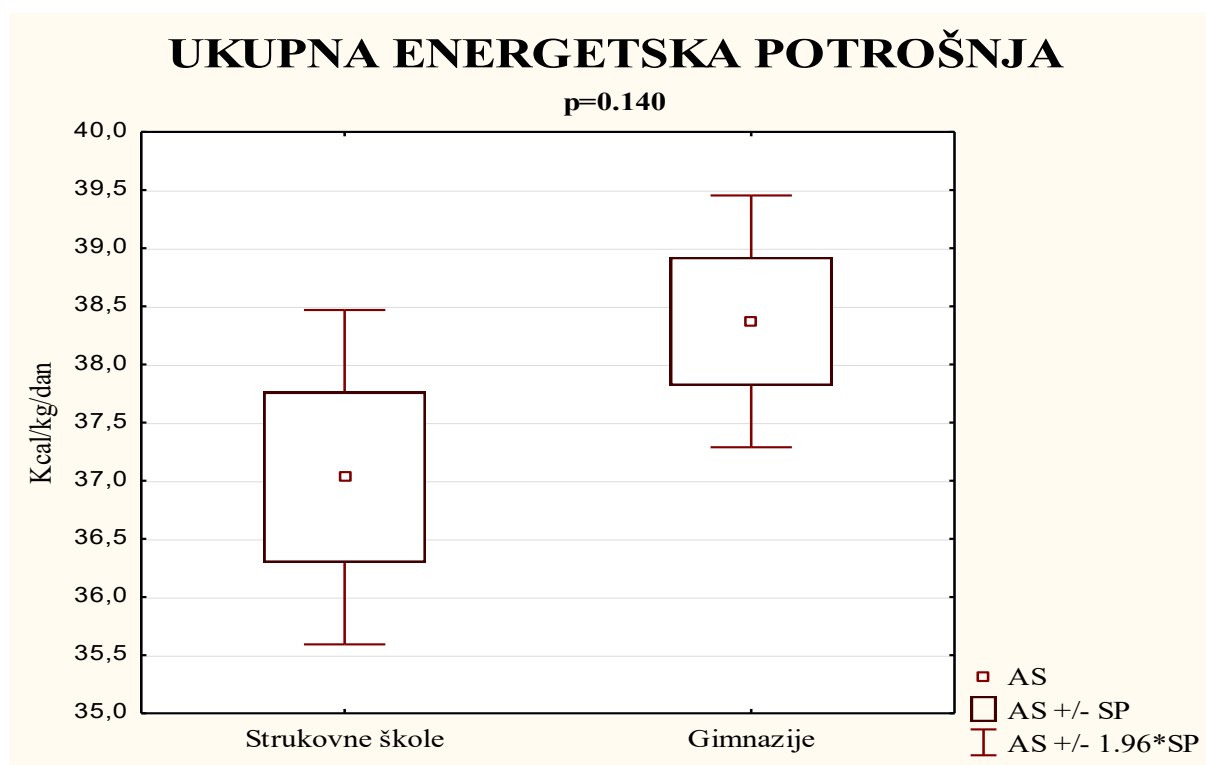 UKUPNA ENERGETSKA POTROŠNJA
p=0.140
40,0
39,5
39,0
38,5
38,0
37,5
37,0
36,5
36,0
35,5
35,0
Kcal/kg/dan
Strukovne škole
Gimnazije
AS
AS +/- SP
AS +/- 1.96*SP